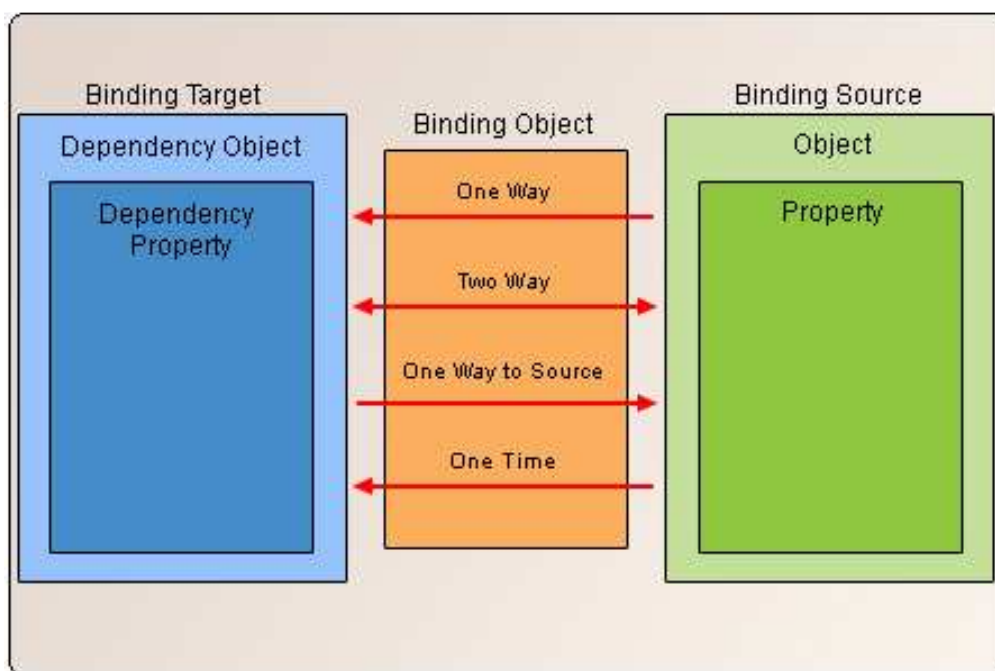 Binding Target
Dependency Object
Dependency
Property
Binding Object
One Way
Two Way
One Way to Source
One Time
Binding Source
Object
Property